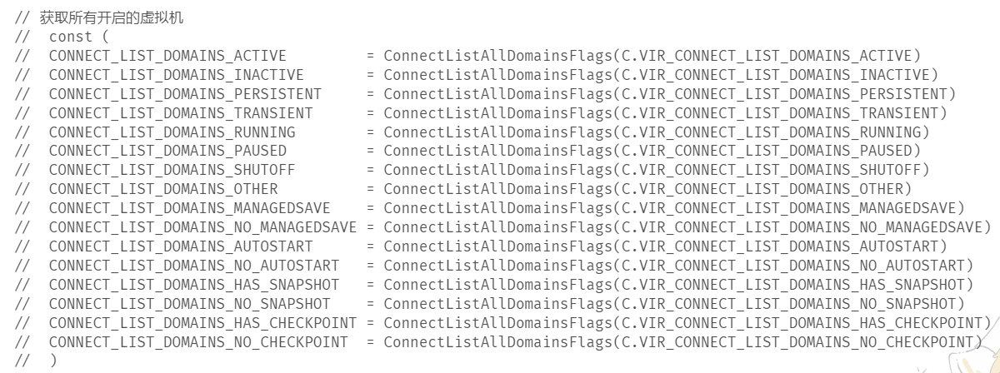 // 获取所有开启的虚拟机
//  const (
//  CONNECT_LIST_DOMAINS_ACTIVE         = ConnectListAllDomainsFlags(C.VIR_CONNECT_LIST_DOMAINS_ACTIVE)
//  CONNECT_LIST_DOMAINS_INACTIVE       = ConnectListAllDomainsFlags(C.VIR_CONNECT_LIST_DOMAINS_INACTIVE)
//  CONNECT_LIST_DOMAINS_PERSISTENT     = ConnectListAllDomainsFlags(C.VIR_CONNECT_LIST_DOMAINS_PERSISTENT)
//  CONNECT_LIST_DOMAINS_TRANSIENT      = ConnectListAllDomainsFlags(C.VIR_CONNECT_LIST_DOMAINS_TRANSIENT)
//  CONNECT_LIST_DOMAINS_RUNNING        = ConnectListAllDomainsFlags(C.VIR_CONNECT_LIST_DOMAINS_RUNNING)
//  CONNECT_LIST_DOMAINS_PAUSED         = ConnectListAllDomainsFlags(C.VIR_CONNECT_LIST_DOMAINS_PAUSED)
//  CONNECT_LIST_DOMAINS_SHUTOFF        = ConnectListAllDomainsFlags(C.VIR_CONNECT_LIST_DOMAINS_SHUTOFF)
//  CONNECT_LIST_DOMAINS_OTHER          = ConnectListAllDomainsFlags(C.VIR_CONNECT_LIST_DOMAINS_OTHER)
//  CONNECT_LIST_DOMAINS_MANAGEDSAVE    = ConnectListAllDomainsFlags(C.VIR_CONNECT_LIST_DOMAINS_MANAGEDSAVE)
//  CONNECT_LIST_DOMAINS_NO_MANAGEDSAVE = ConnectListAllDomainsFlags(C.VIR_CONNECT_LIST_DOMAINS_NO_MANAGEDSAVE)
//  CONNECT_LIST_DOMAINS_AUTOSTART      = ConnectListAllDomainsFlags(C.VIR_CONNECT_LIST_DOMAINS_AUTOSTART)
//  CONNECT_LIST_DOMAINS_NO_AUTOSTART   = ConnectListAllDomainsFlags(C.VIR_CONNECT_LIST_DOMAINS_NO_AUTOSTART)
//  CONNECT_LIST_DOMAINS_HAS_SNAPSHOT   = ConnectListAllDomainsFlags(C.VIR_CONNECT_LIST_DOMAINS_HAS_SNAPSHOT)
//  CONNECT_LIST_DOMAINS_NO_SNAPSHOT    = ConnectListAllDomainsFlags(C.VIR_CONNECT_LIST_DOMAINS_NO_SNAPSHOT)
//  CONNECT_LIST_DOMAINS_HAS_CHECKPOINT = ConnectListAllDomainsFlags(C.VIR_CONNECT_LIST_DOMAINS_HAS_CHECKPOINT)
//  CONNECT_LIST_DOMAINS_NO_CHECKPOINT  = ConnectListAllDomainsFlags(C.VIR_CONNECT_LIST_DOMAINS_NO_CHECKPOINT)
//  )